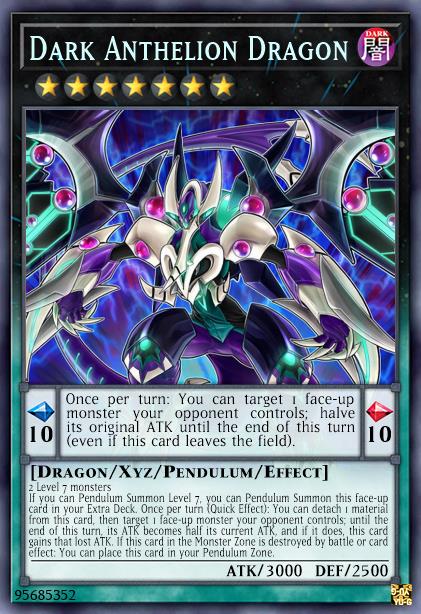 DARK ANTHELION DRAGON
DARK
闇
Once per turn: You can target 1 face-up
monster your opponent controls; halve
its original ATK until the end of this turn
(even if this card leaves the field).
10
10
[DRAGON/XYZ/PENDULUM/EFFECT]
2 Level 7 monsters
If you can Pendulum Summon Level 7, you can Pendulum Summon this face-up
card in your Extra Deck. Once per turn (Quick Effect): You can detach 1 material
from this card, then target 1 face-up monster your opponent controls; until the
end of this turn, its ATK becomes half its current ATK, and if it does, this card
gains that lost ATK. If this card in the Monster Zone is destroyed by battle or card
effect: You can place this card in your Pendulum Zone.
ATK/3000 DEF/2500
95685352